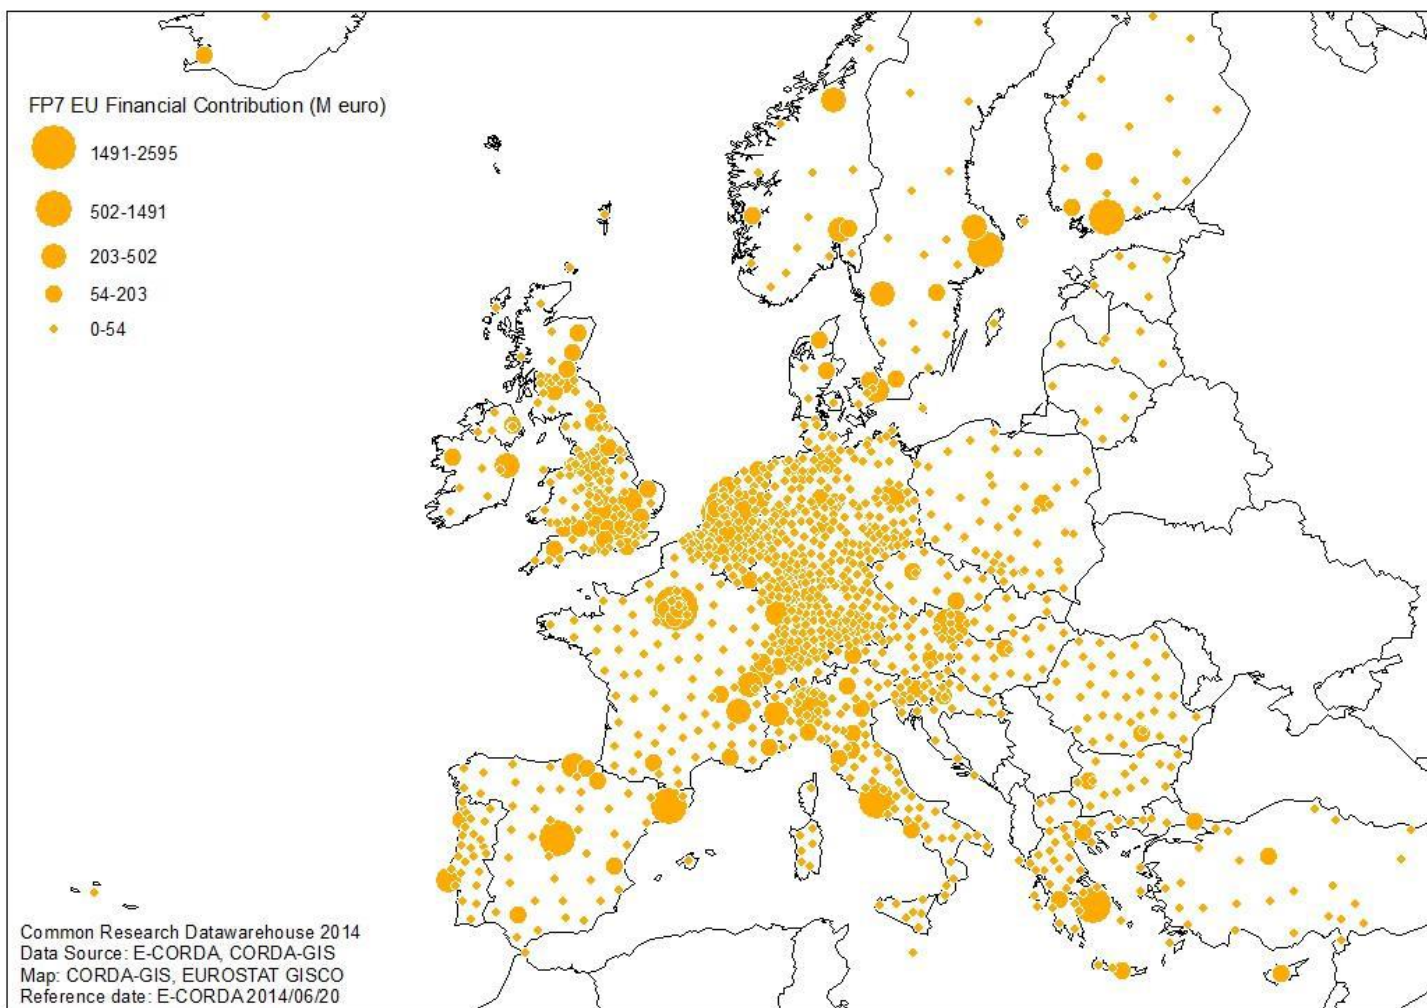 FP7 EU Financial Contribution (M euro)
1491-2595
502-1491
203-502
54-203
0-54
Common Research Datawarehouse 2014
Data Source: E-CORDA, CORDA-GIS
Map: CORDA-GIS, EUROSTAT GISCO
Reference date: E-CORDA 2014/06/20